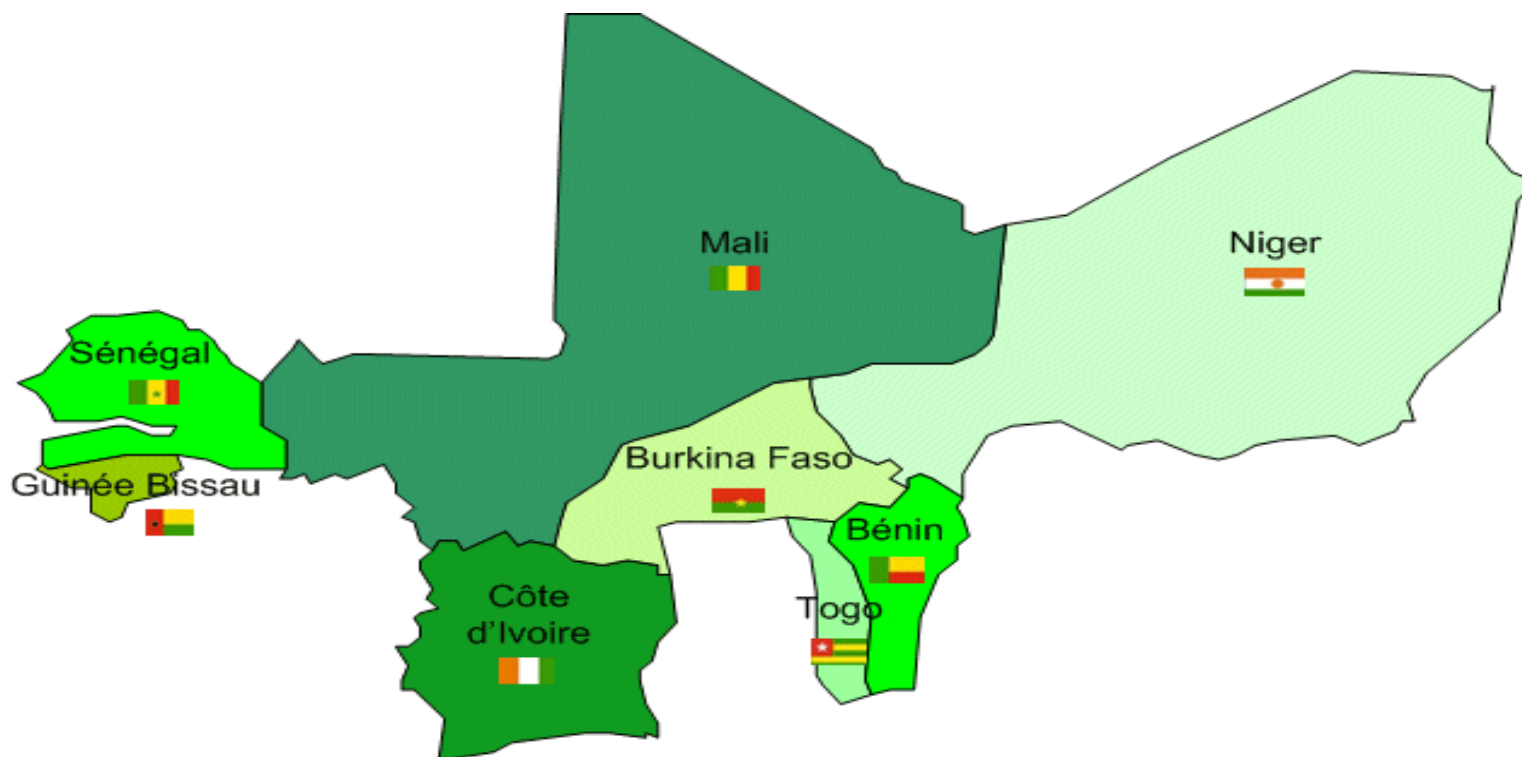 Mali
Niger
Sénégal
Burkina Faso
Guinée Bissau
Bénin
Côte
d'Ivoire
Togo